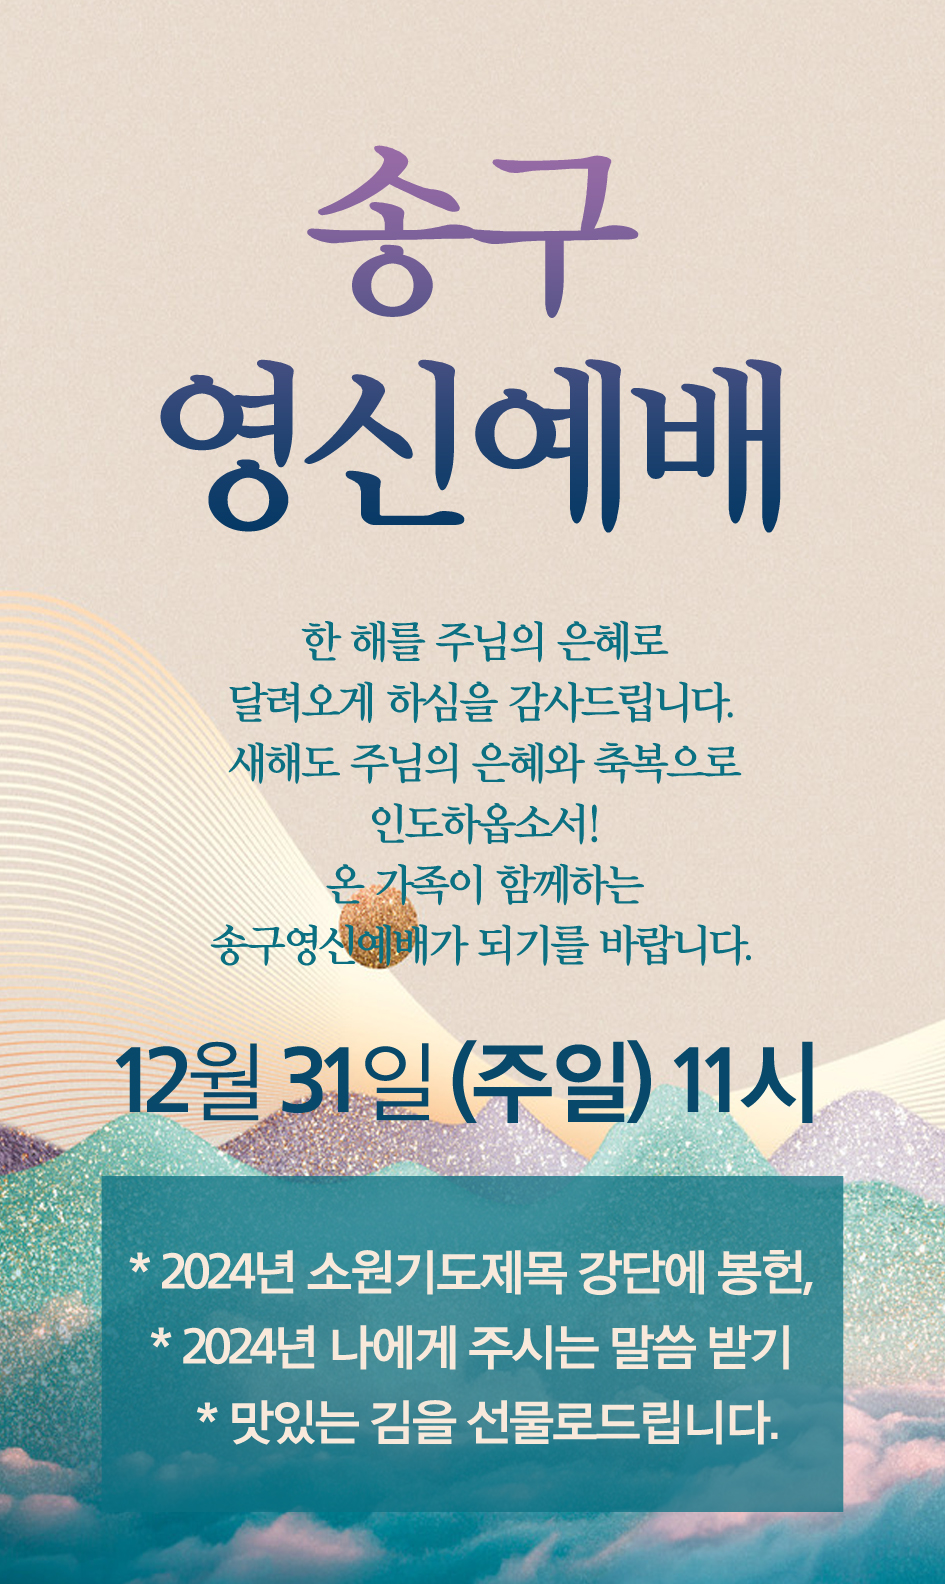 송구
영신예배
한 해를 주님의 은혜로
달려오게 하심을 감사드립니다.
새해도 주님의 은혜와 축복으로
인도하옵소서!
온 가족이 함께하는
송구영신예배가 되기를 바랍니다.
12월 31일 (주일) 11시
* 2024년 소원기도제목 강단에 봉헌,
* 2024년 나에게 주시는 말씀 받기
* 맛있는 김을 선물로드립니다.